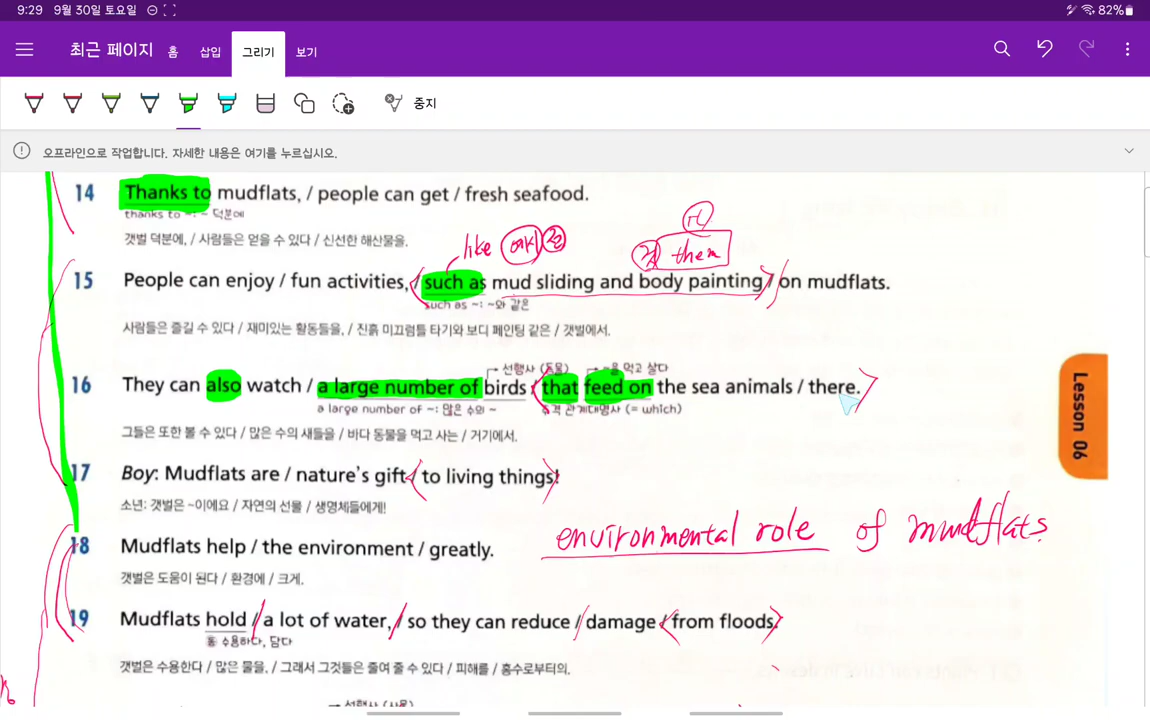 9:29 9월 30일 토요일 82%
최근 페이지 홈 삽입 그리기 보기
중지
오프라인으로 작업합니다. 자세한 내용은 여기를 누르십시오.
14 Thanks to mudflats, / people can get / fresh seafood.
thanks to ~: ~ 덕분에
갯벌 덕분에, / 사람들은 얻을 수 있다 / 신선한 해산물을.
like 예시 전
them
15 People can enjoy / fun activities, / such as mud sliding and body painting / on mudflats.
such as ~: ~와 같은
사람들은 즐길 수 있다 / 재미있는 활동들을, / 진흙 미끄럼틀 타기와 보디 페인팅 같은 / 갯벌에서.
선행사 (동물) ~을 먹고 살다
16 They can also watch / a large number of birds / that feed on the sea animals / there.
a large number of ~: 많은 수의 ~ 주격 관계대명사 (= which)
그들은 또한 볼 수 있다 / 많은 수의 새들을 / 바다 동물을 먹고 사는 / 거기에서.
Lesson 06
17 Boy: Mudflats are / nature's gift / to living things!
소년: 갯벌은 ~이에요 / 자연의 선물 / 생명체들에게!
environmental role of mudflats
18 Mudflats help / the environment / greatly.
갯벌은 도움이 된다 / 환경에 / 크게.
19 Mudflats hold / a lot of water, / so they can reduce / damage / from floods.
동 수용하다, 담다
갯벌은 수용한다 / 많은 물을, / 그래서 그것들은 줄여 줄 수 있다 / 피해를 / 홍수로부터의.
선행사 (사물)